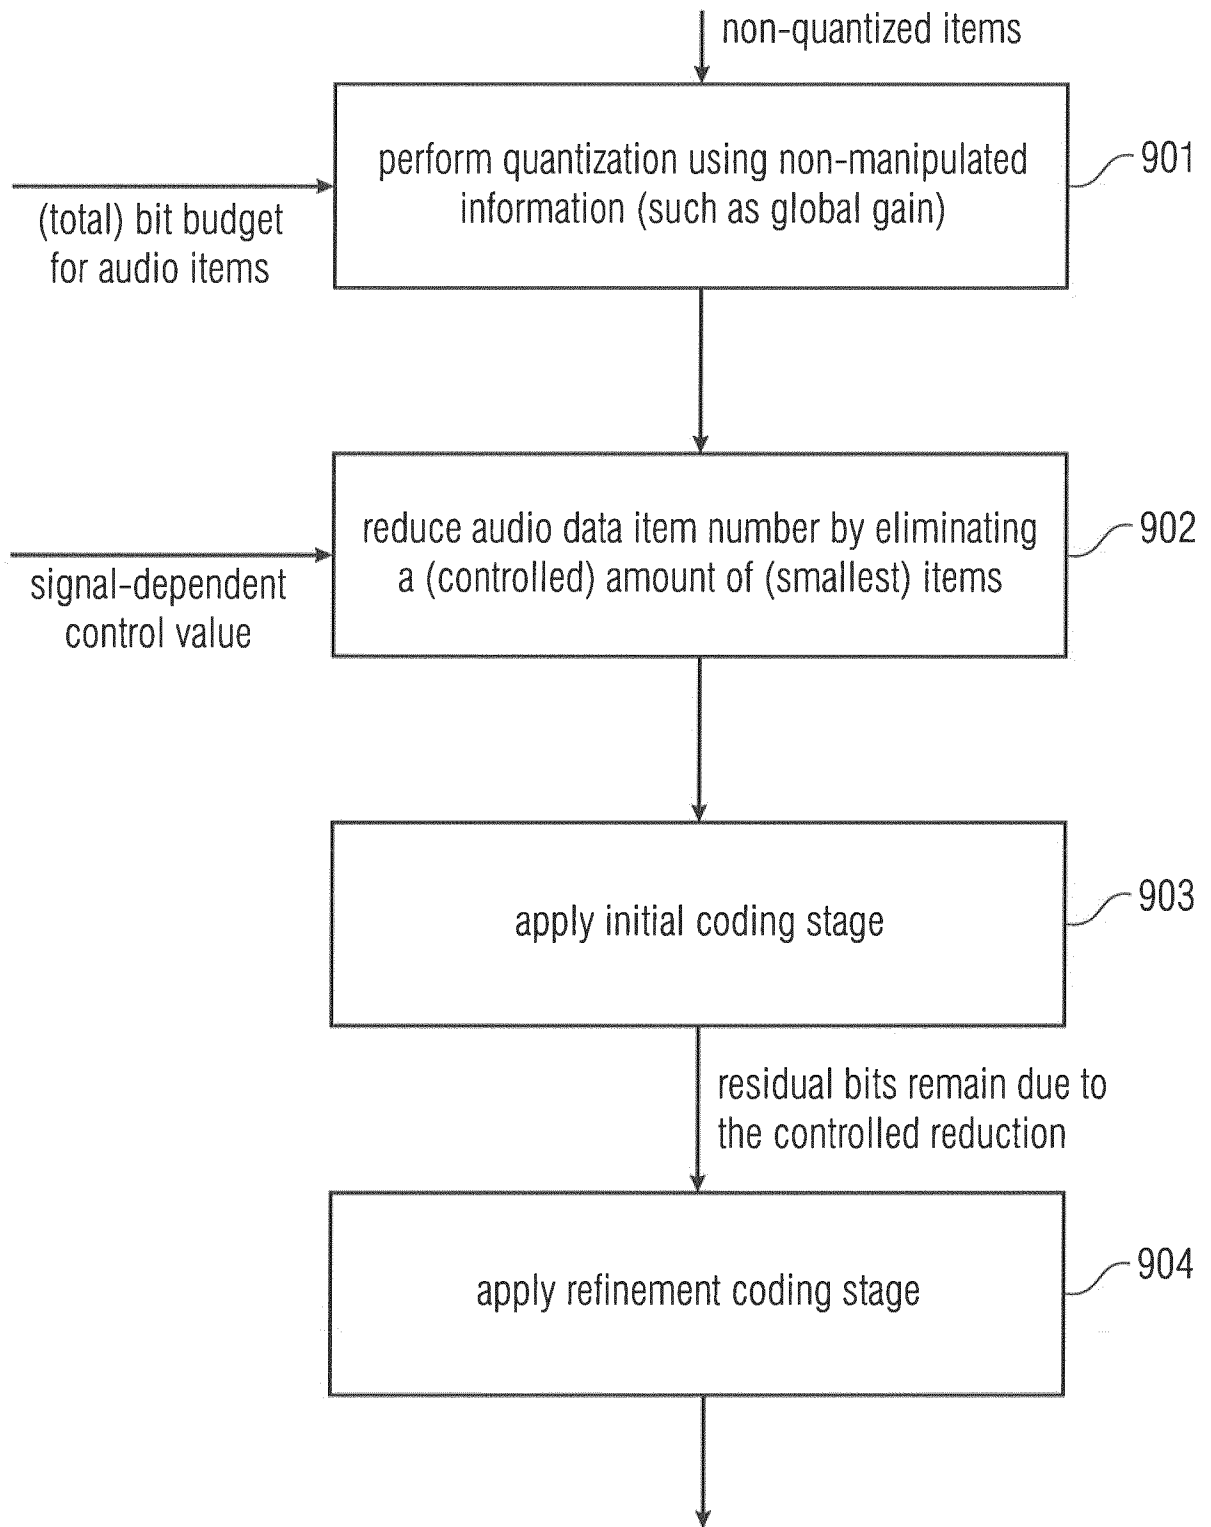 non-quantized items
perform quantization using non-manipulated
information (such as global gain)
901
(total) bit budget
for audio items
reduce audio data item number by eliminating
a (controlled) amount of (smallest) items
902
signal-dependent
control value
apply initial coding stage
903
residual bits remain due to
the controlled reduction
apply refinement coding stage
904